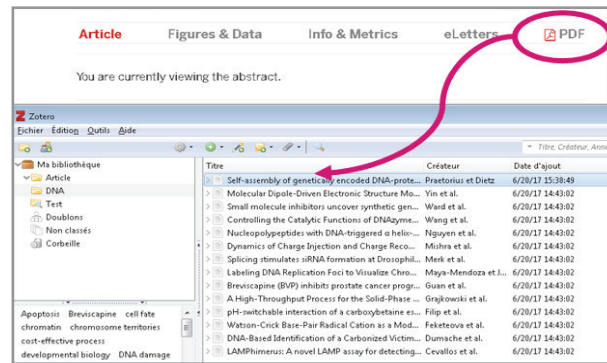 Article Figures & Data Info & Metrics eLetters PDF
You are currently viewing the abstract.
Zotero
Fichier Édition Outils Aide
Titre, Créateur, Anné
Ma bibliothèque
Article
DNA
Test
Doublons
Non classés
Corbeille
Titre Créateur Date d'ajout
Self-assembly of genetically encoded DNA-prote... Praetorius et Dietz 6/20/17 15:38:49
Molecular Dipole-Driven Electronic Structure Mo... Yin et al. 6/20/17 14:43:02
Small molecule inhibitors uncover synthetic gen... Ward et al. 6/20/17 14:43:02
Controlling the Catalytic Functions of DNAzyme... Wang et al. 6/20/17 14:43:02
Nucleopolypeptides with DNA-triggered α helix-... Nguyen et al. 6/20/17 14:43:02
Dynamics of Charge Injection and Charge Reco... Mishra et al. 6/20/17 14:43:02
Splicing stimulates siRNA formation at Drosophil... Merk et al. 6/20/17 14:43:02
Labeling DNA Replication Foci to Visualize Chro... Maya-Mendoza et J... 6/20/17 14:43:02
Breviscapine (BVP) inhibits prostate cancer progr... Guan et al. 6/20/17 14:43:02
A High-Throughput Process for the Solid-Phase ... Grajkowski et al. 6/20/17 14:43:02
pH-switchable interaction of a carboxybetaine es... Filip et al. 6/20/17 14:43:02
Watson-Crick Base-Pair Radical Cation as a Mod... Feketeova et al. 6/20/17 14:43:02
DNA-Based Identification of a Carbonized Victim... Dumache et al. 6/20/17 14:43:02
LAMPhimerus: A novel LAMP assay for detecting... Cevallos et al. 6/20/17 14:43:02
Apoptosis Breviscapine cell fate
chromatin chromosome territories
cost-effective process
developmental biology DNA damage